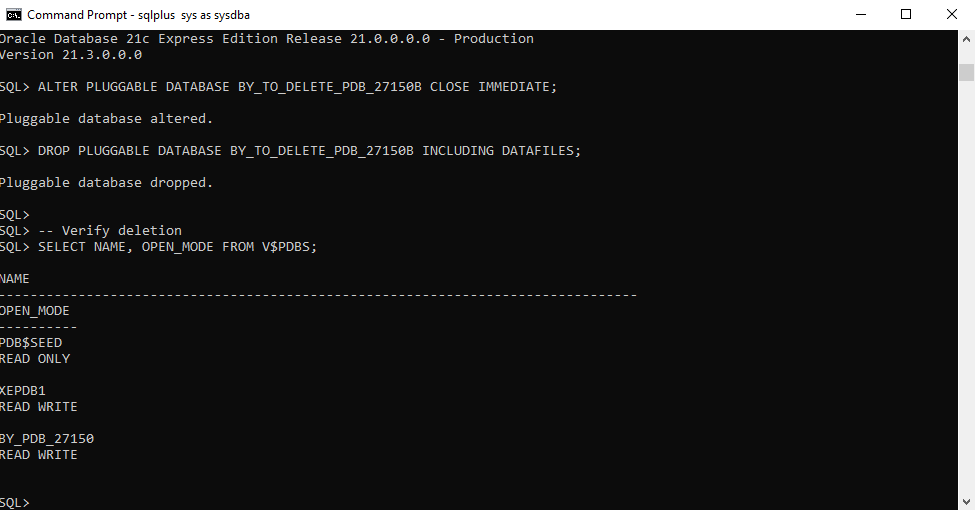 Command Prompt - sqlplus sys as sysdba
Oracle Database 21c Express Edition Release 21.0.0.0.0 - Production
Version 21.3.0.0.0
SQL> ALTER PLUGGABLE DATABASE BY_TO_DELETE_PDB_27150B CLOSE IMMEDIATE;
Pluggable database altered.
SQL> DROP PLUGGABLE DATABASE BY_TO_DELETE_PDB_27150B INCLUDING DATAFILES;
Pluggable database dropped.
SQL>
SQL> -- Verify deletion
SQL> SELECT NAME, OPEN_MODE FROM V$PDBS;
NAME
--------------------------------------------------------------------------------
OPEN_MODE
----------
PDB$SEED
READ ONLY
XEPDB1
READ WRITE
BY_PDB_27150
READ WRITE
SQL>